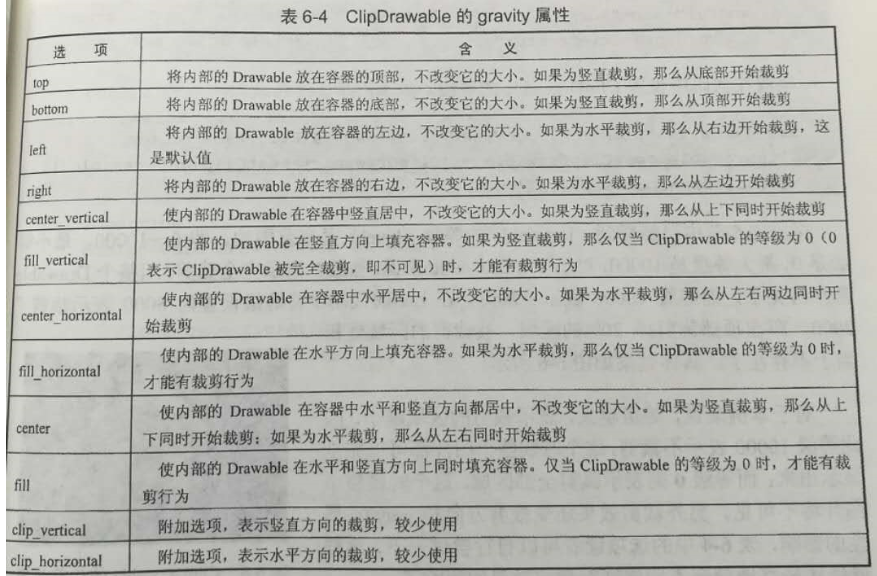 表 6-4 ClipDrawable 的 gravity 属性
选 项 含 义
top 将内部的 Drawable 放在容器的顶部，不改变它的大小。如果为竖直裁剪，那么从底部开始裁剪
bottom 将内部的 Drawable 放在容器的底部，不改变它的大小。如果为竖直裁剪，那么从顶部开始裁剪
left 将内部的 Drawable 放在容器的左边，不改变它的大小。如果为水平裁剪，那么从右边开始裁剪，这
是默认值
right 将内部的 Drawable 放在容器的右边，不改变它的大小。如果为水平裁剪，那么从左边开始裁剪
center_vertical 使内部的 Drawable 在容器中竖直居中，不改变它的大小。如果为竖直裁剪，那么从上下同时开始裁剪
fill_vertical 使内部的 Drawable 在竖直方向上填充容器。如果为竖直裁剪，那么仅当 ClipDrawable 的等级为 0（0
表示 ClipDrawable 被完全裁剪，即不可见）时，才能有裁剪行为
center_horizontal 使内部的 Drawable 在容器中水平居中，不改变它的大小。如果为水平裁剪，那么从左右两边同时开
始裁剪
fill_horizontal 使内部的 Drawable 在水平方向上填充容器。如果为水平裁剪，那么仅当 ClipDrawable 的等级为 0 时，
才能有裁剪行为
center 使内部的 Drawable 在容器中水平和竖直方向都居中，不改变它的大小。如果为竖直裁剪，那么从上
下同时开始裁剪；如果为水平裁剪，那么从左右同时开始裁剪
fill 使内部的 Drawable 在水平和竖直方向上同时填充容器。仅当 ClipDrawable 的等级为 0 时，才能有裁
剪行为
clip_vertical 附加选项，表示竖直方向的裁剪，较少使用
clip_horizontal 附加选项，表示水平方向的裁剪，较少使用